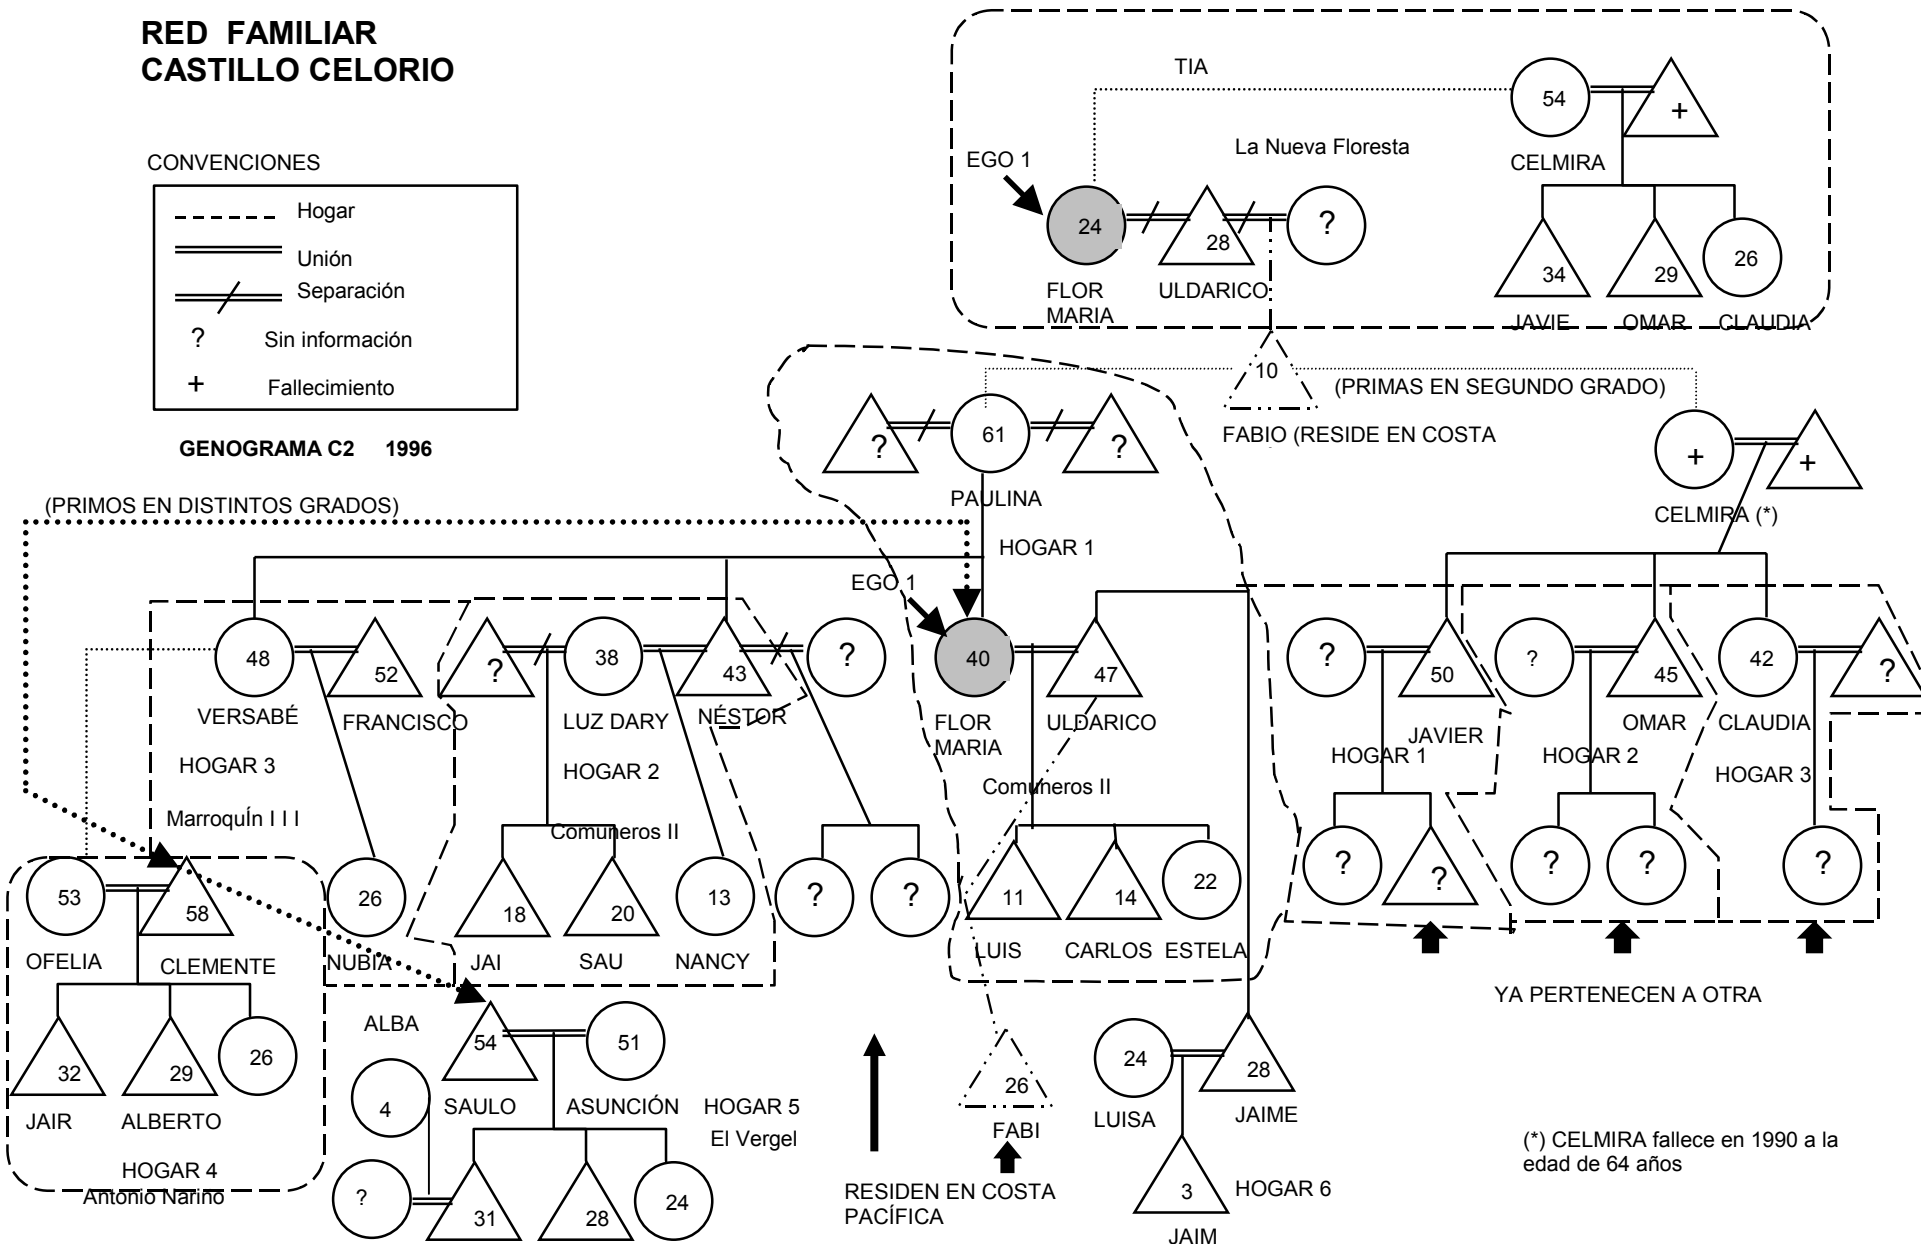 RED FAMILIAR
CASTILLO CELORIO
CONVENCIONES
Hogar
Unión
Separación
? Sin información
+ Fallecimiento
GENOGRAMA C2 1996
TIA
54
+
CELMIRA
La Nueva Floresta
EGO 1
24
28
?
FLOR
MARIA
ULDARICO
34
29
26
JAVIE
OMAR
CLAUDIA
10
(PRIMAS EN SEGUNDO GRADO)
FABIO (RESIDE EN COSTA
?
61
?
PAULINA
+
+
CELMIRA (*)
(PRIMOS EN DISTINTOS GRADOS)
HOGAR 1
EGO 1
48
52
?
38
43
?
40
47
?
50
?
45
42
?
VERSABÉ
FRANCISCO
LUZ DARY
NÉSTOR
FLOR
MARIA
ULDARICO
JAVIER
OMAR
CLAUDIA
HOGAR 3
HOGAR 2
HOGAR 1
HOGAR 2
HOGAR 3
Marroquín I I I
Comuneros II
Comuneros II
53
58
26
18
20
13
?
?
11
14
22
?
?
?
?
?
OFELIA
CLEMENTE
NUBIA
JAI
SAU
NANCY
LUIS
CARLOS
ESTELA
YA PERTENECEN A OTRA
32
29
26
ALBA
54
51
26
24
28
JAIR
ALBERTO
4
SAULO
ASUNCIÓN
HOGAR 5
El Vergel
FABI
LUISA
JAIME
HOGAR 4
Antonio Narino
?
31
28
24
RESIDEN EN COSTA
PACÍFICA
3
HOGAR 6
JAIM
(*) CELMIRA fallece en 1990 a la
edad de 64 años